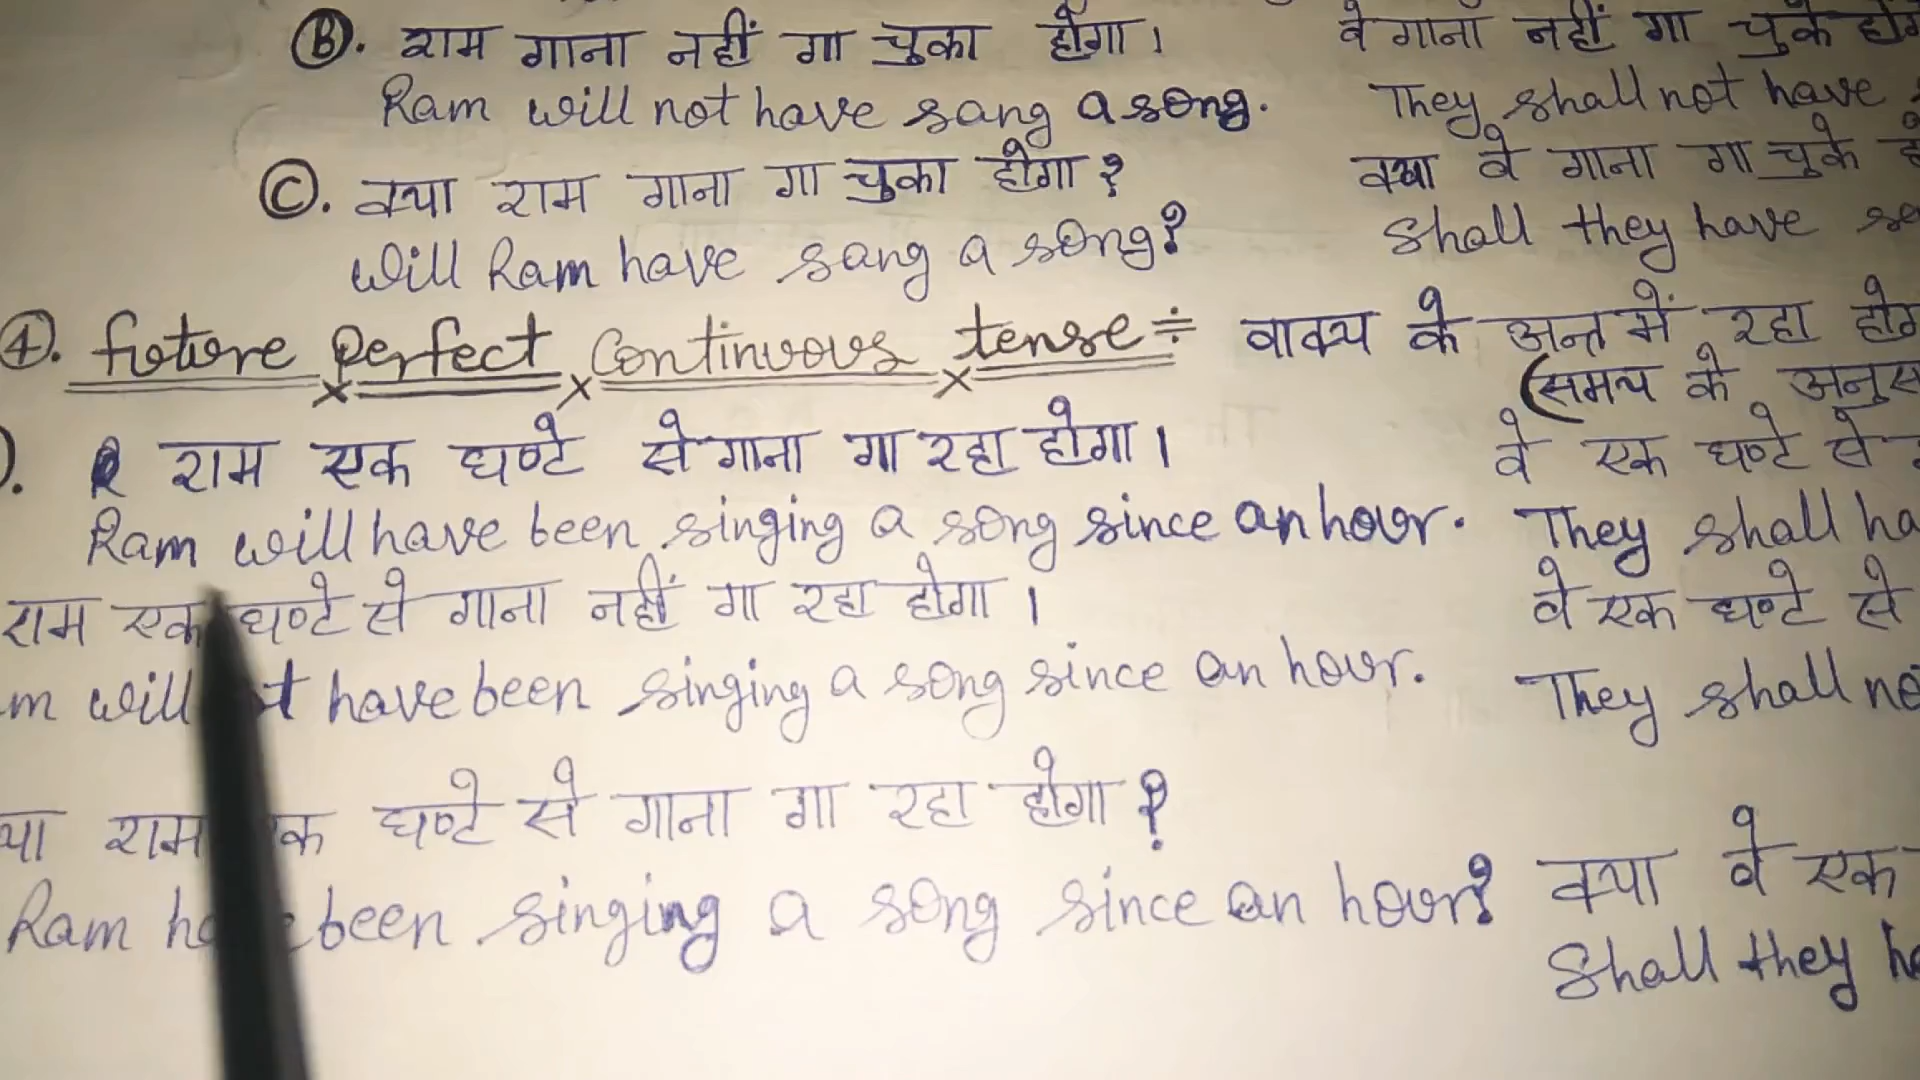 (B). राम गाना नहीं गा चुका होगा। वे गाना नहीं गा चुके
Ram will not have sang a song. They shall not have
(C). क्या राम गाना गा चुका होगा? क्या वे गाना गा चुके
will Ram have sang a song? Shall they have
(4). future perfect Continuous tense ÷ वाक्य के अन्त में रहा
(समय के
राम एक घण्टे से गाना गा रहा होगा। वे एक घण्टे से
Ram will have been singing a song since an hour. They shall
राम एक घण्टे से गाना नहीं गा रहा होगा। वे एक घण्टे से
will have been singing a song since an hour. They shall
राम घण्टे से गाना गा रहा होगा? क्या वे एक
Ram been singing a song since an hour? Shall they